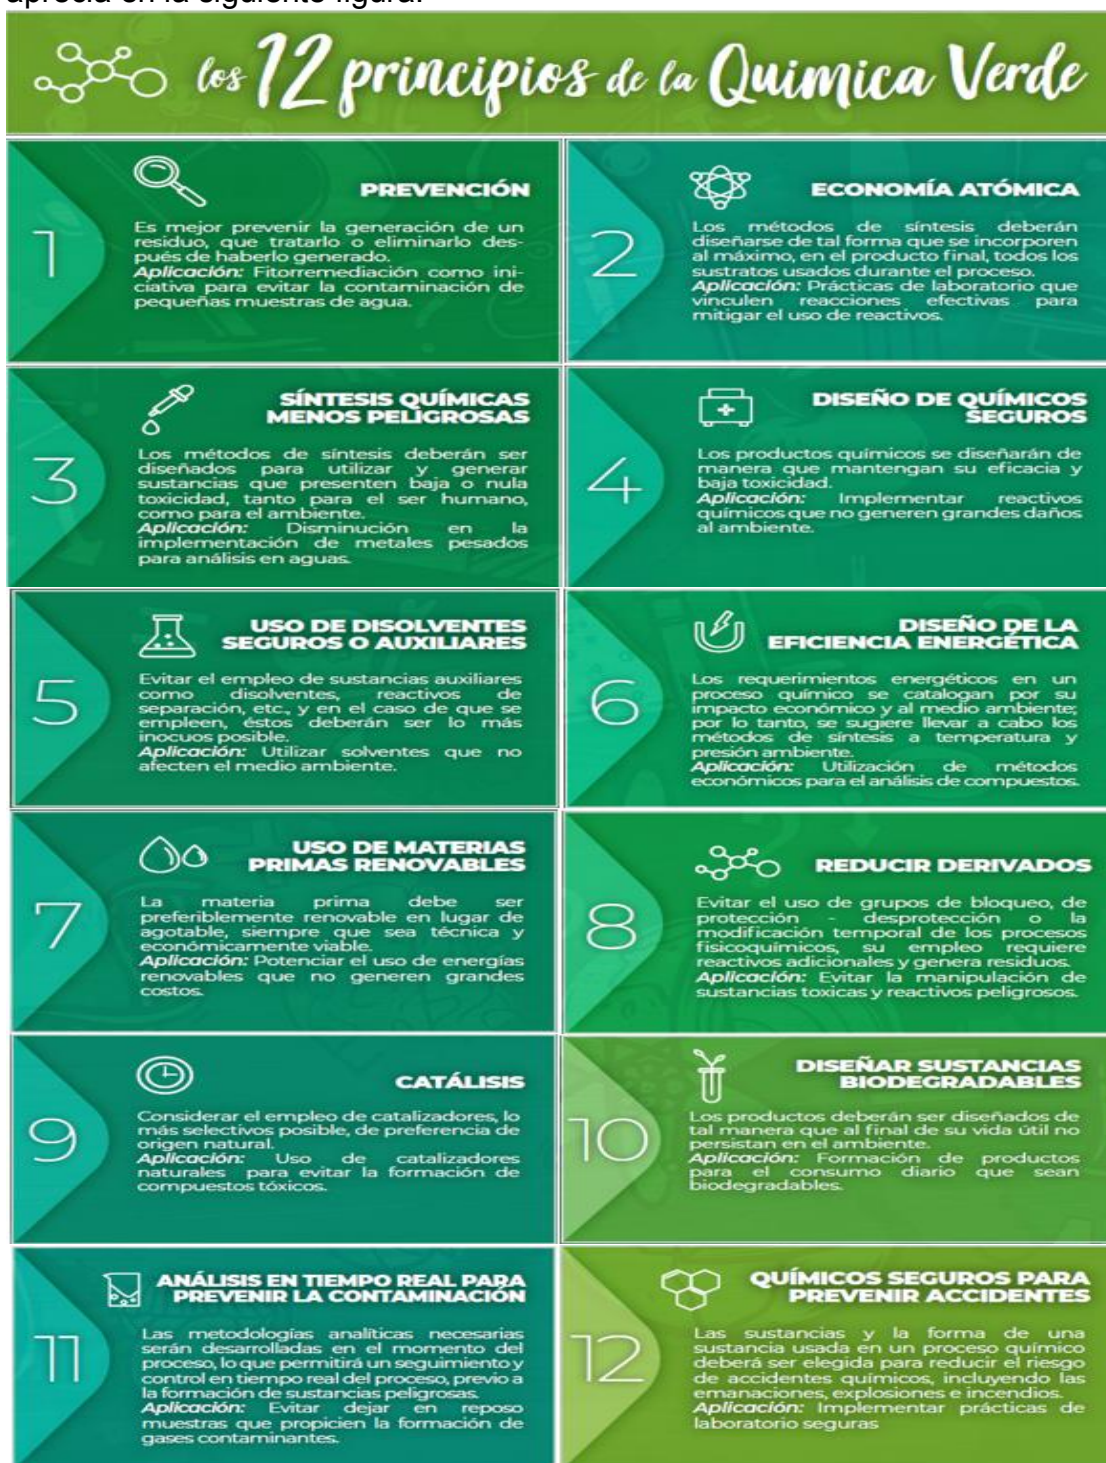 aprecia en la siguiente figura:
los 12 principios de la Quimica Verde
1
PREVENCIÓN
Es mejor prevenir la generación de un
residuo, que tratarlo o eliminarlo des-
pués de haberlo generado.
Aplicación: Fitorremediación como ini-
ciativa para evitar la contaminación de
pequeñas muestras de agua.
2
ECONOMÍA ATÓMICA
Los métodos de síntesis deberán
diseñarse de tal forma que se incorporen
al máximo, en el producto final, todos los
sustratos usados durante el proceso.
Aplicación: Prácticas de laboratorio que
vinculen reacciones efectivas para
mitigar el uso de reactivos.
3
SÍNTESIS QUÍMICAS
MENOS PELIGROSAS
Los métodos de síntesis deberán ser
diseñados para utilizar y generar
sustancias que presenten baja o nula
toxicidad, tanto para el ser humano,
como para el ambiente.
Aplicación: Disminución en la
implementación de metales pesados
para análisis en aguas.
4
DISEÑO DE QUÍMICOS
SEGUROS
Los productos químicos se diseñarán de
manera que mantengan su eficacia y
baja toxicidad.
Aplicación: Implementar reactivos
químicos que no generen grandes daños
al ambiente.
5
USO DE DISOLVENTES
SEGUROS O AUXILIARES
Evitar el empleo de sustancias auxiliares
como disolventes, reactivos de
separación, etc., y en el caso de que se
empleen, éstos deberán ser lo más
inocuos posible.
Aplicación: Utilizar solventes que no
afecten el medio ambiente.
6
DISEÑO DE LA
EFICIENCIA ENERGÉTICA
Los requerimientos energéticos en un
proceso químico se catalogan por su
impacto económico y al medio ambiente;
por lo tanto, se sugiere llevar a cabo los
métodos de síntesis a temperatura y
presión ambiente.
Aplicación: Utilización de métodos
económicos para el análisis de compuestos.
7
USO DE MATERIAS
PRIMAS RENOVABLES
La materia prima debe ser
preferiblemente renovable en lugar de
agotable, siempre que sea técnica y
económicamente viable.
Aplicación: Potenciar el uso de energías
renovables que no generen grandes
costos.
8
REDUCIR DERIVADOS
Evitar el uso de grupos de bloqueo, de
protección - desprotección o la
modificación temporal de los procesos
fisicoquímicos, su empleo requiere
reactivos adicionales y genera residuos.
Aplicación: Evitar la manipulación de
sustancias toxicas y reactivos peligrosos.
9
CATÁLISIS
Considerar el empleo de catalizadores, lo
más selectivos posible, de preferencia de
origen natural.
Aplicación: Uso de catalizadores
naturales para evitar la formación de
compuestos tóxicos.
10
DISEÑAR SUSTANCIAS
BIODEGRADABLES
Los productos deberán ser diseñados de
tal manera que al final de su vida útil no
persistan en el ambiente.
Aplicación: Formación de productos
para el consumo diario que sean
biodegradables.
11
ANÁLISIS EN TIEMPO REAL PARA
PREVENIR LA CONTAMINACIÓN
Las metodologías analíticas necesarias
serán desarrolladas en el momento del
proceso, lo que permitirá un seguimiento y
control en tiempo real del proceso, previo a
la formación de sustancias peligrosas.
Aplicación: Evitar dejar en reposo
muestras que propicien la formación de
gases contaminantes.
12
QUÍMICOS SEGUROS PARA
PREVENIR ACCIDENTES
Las sustancias y la forma de una
sustancia usada en un proceso químico
deberá ser elegida para reducir el riesgo
de accidentes químicos, incluyendo las
emanaciones, explosiones e incendios.
Aplicación: Implementar prácticas de
laboratorio seguras